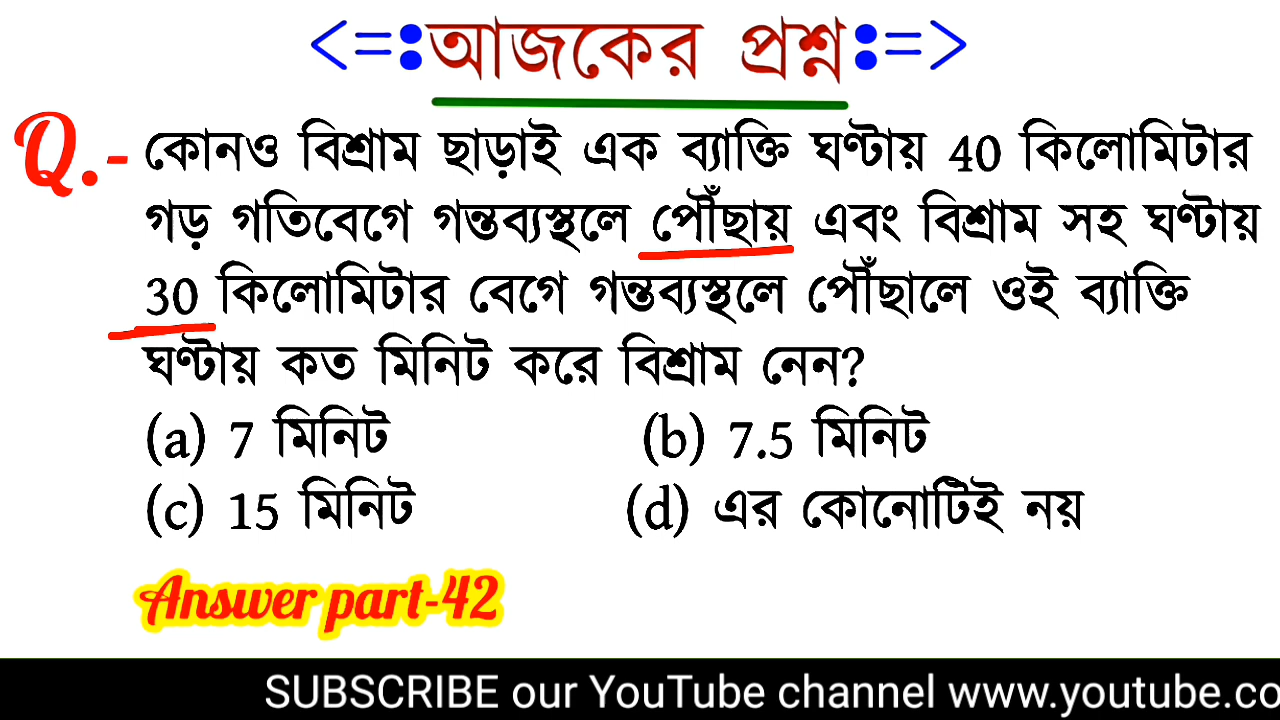 <=:আজকের প্রশ্ন:=>
Q.- কোনও বিশ্রাম ছাড়াই এক ব্যাক্তি ঘণ্টায় 40 কিলোমিটার
গড় গতিবেগে গন্তব্যস্থলে পৌঁছায় এবং বিশ্রাম সহ ঘণ্টায়
30 কিলোমিটার বেগে গন্তব্যস্থলে পৌঁছালে ওই ব্যাক্তি
ঘণ্টায় কত মিনিট করে বিশ্রাম নেন?
(a) 7 মিনিট (b) 7.5 মিনিট
(c) 15 মিনিট (d) এর কোনোটিই নয়
Answer part-42
SUBSCRIBE our YouTube channel www.youtube.co